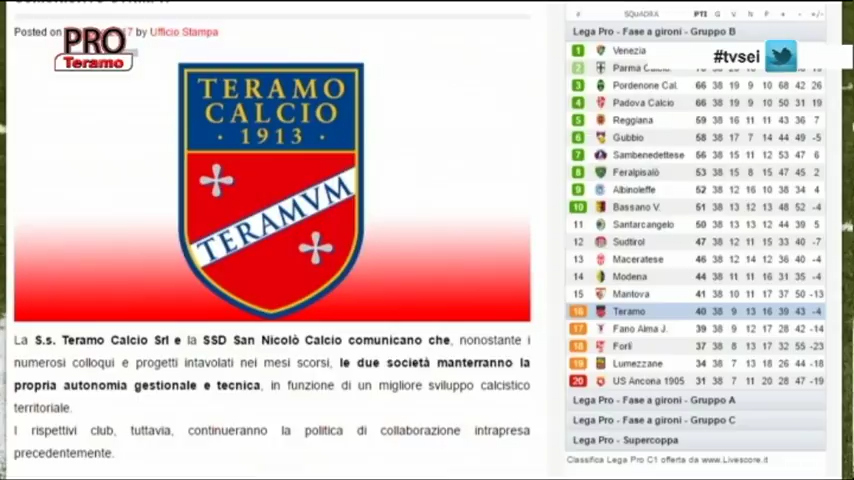 Posted on
7 by Ufficio Stampa
PRO
Teramo
TERAMO
CALCIO
· 1913 ·
TERAMVM
La S.s. Teramo Calcio Srl e la SSD San Nicolò Calcio comunicano che, nonostante i
numerosi colloqui e progetti intavolati nei mesi scorsi, le due società manterranno la
propria autonomia gestionale e tecnica, in funzione di un migliore sviluppo calcistico
territoriale.
I rispettivi club, tuttavia, continueranno la politica di collaborazione intrapresa
precedentemente.
# SQUADRA PTI G V N P + - +/-
Lega Pro - Fase a gironi - Gruppo B
1 Venezia
#tvsei
2 Parma Calcio
3 Pordenone Cal. 66 38 19 9 10 68 42 26
4 Padova Calcio 66 38 19 9 10 50 31 19
5 Reggiana 59 38 16 11 11 43 36 7
6 Gubbio 58 38 17 7 14 44 49 -5
7 Sambenedettese 56 38 15 11 12 53 47 6
8 Feralpisalò 53 38 15 8 15 47 45 2
9 Albinoleffe 52 38 12 16 10 38 34 4
10 Bassano V. 51 38 13 12 13 48 52 -4
11 Santarcangelo 50 38 13 13 12 44 39 5
12 Sudtirol 47 38 12 11 15 33 40 -7
13 Maceratese 46 38 12 14 12 36 40 -4
14 Modena 44 38 11 11 16 31 35 -4
15 Mantova 41 38 10 11 17 37 50 -13
16 Teramo 40 38 9 13 16 39 43 -4
17 Fano Alma J. 39 38 9 12 17 28 42 -14
18 Forlì 37 38 8 13 17 32 55 -23
19 Lumezzane 34 38 7 13 18 26 44 -18
20 US Ancona 1905 31 38 7 11 20 28 47 -19
Lega Pro - Fase a gironi - Gruppo A
Lega Pro - Fase a gironi - Gruppo C
Lega Pro - Supercoppa
Classifica Lega Pro C1 offerta da www.Livescore.it